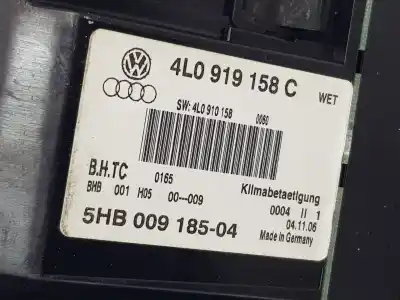 4L0 919 158 C WET
SW: 4L0 910 158 0060
B.H.TC 0165
BHB 001 H05 00---009
Klimabetaetigung
0004 II 1
5HB 009 185-04
04.11.06
Made in Germany